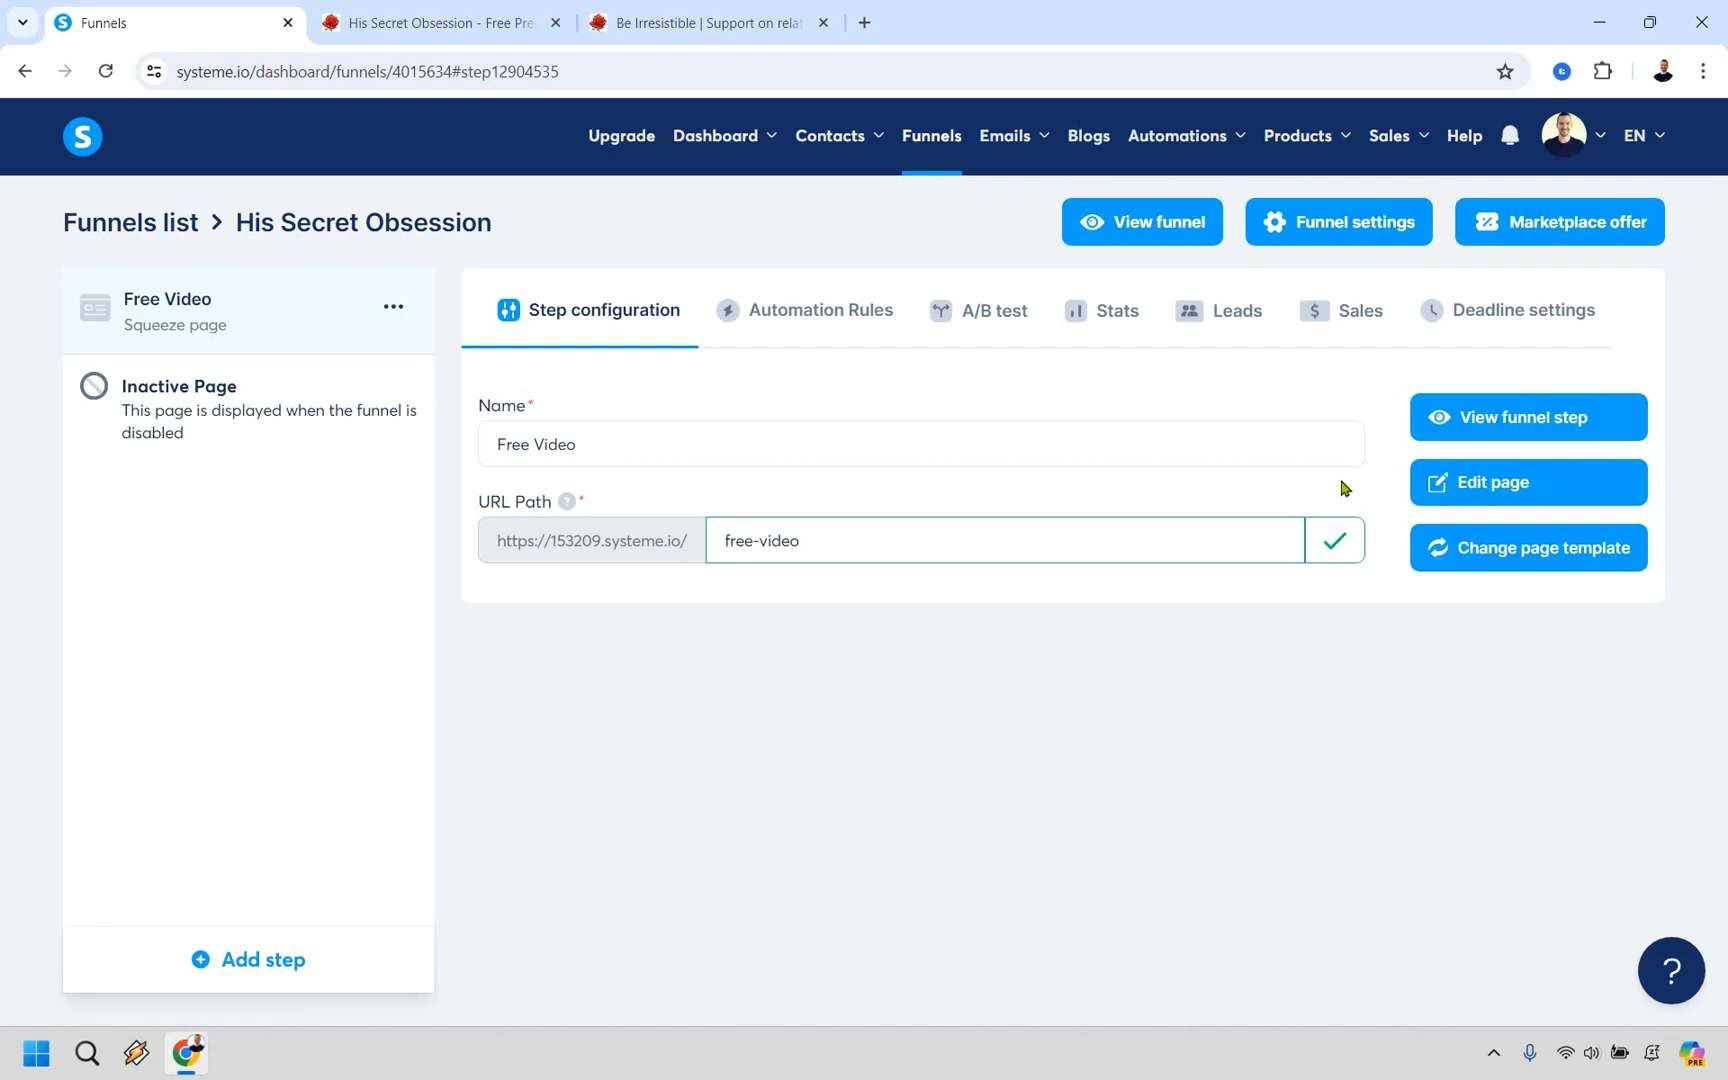 Funnels
His Secret Obsession - Free Pre
Be Irresistible | Support on rela
systeme.io/dashboard/funnels/4015634#step12904535
S
Upgrade
Dashboard
Contacts
Funnels
Emails
Blogs
Automations
Products
Sales
Help
EN
Funnels list > His Secret Obsession
View funnel
Funnel settings
Marketplace offer
Free Video
Squeeze page
Inactive Page
This page is displayed when the funnel is
disabled
Add step
Step configuration
Automation Rules
A/B test
Stats
Leads
Sales
Deadline settings
Name*
Free Video
URL Path ? *
https://153209.systeme.io/
free-video
View funnel step
Edit page
Change page template
?
PRE